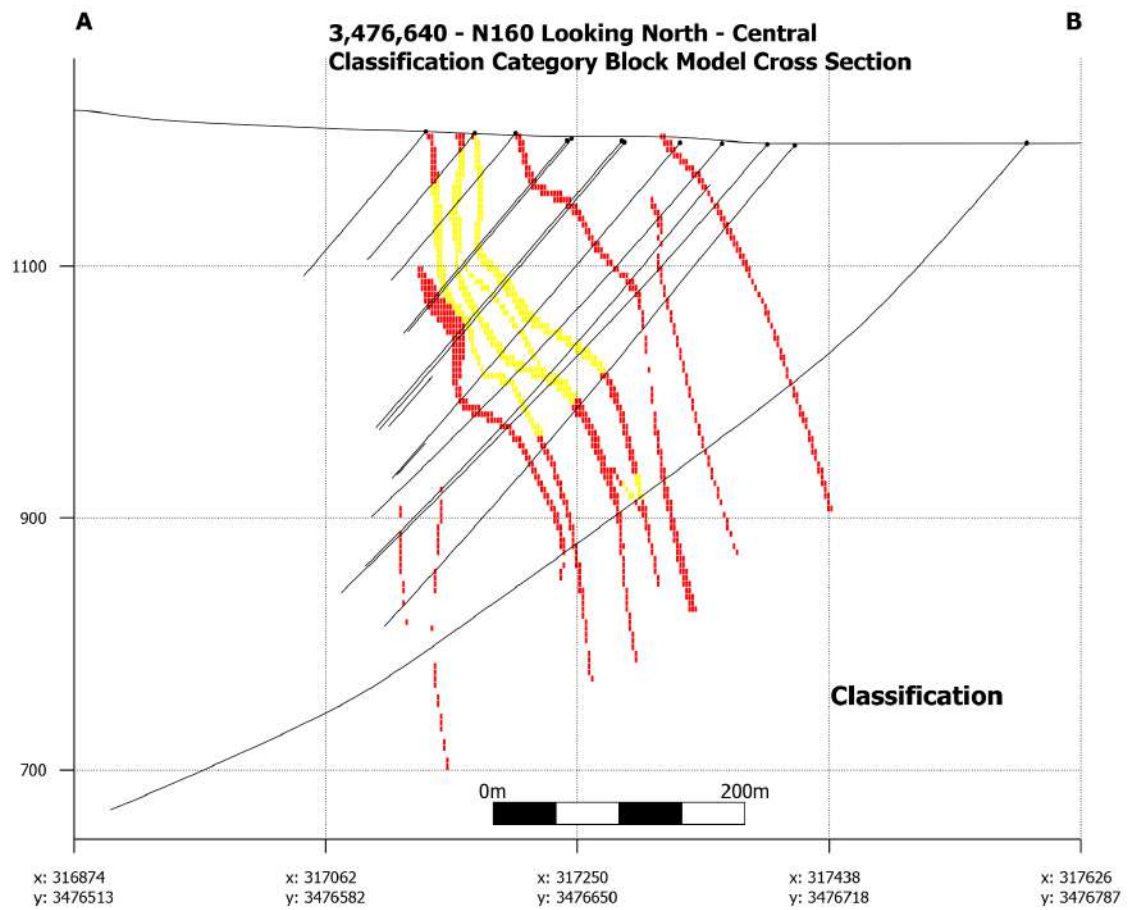 A
B
3,476,640 - N160 Looking North - Central
Classification Category Block Model Cross Section
1100
900
700
Classification
0m 200m
x: 316874 x: 317062 x: 317250 x: 317438 x: 317626
y: 3476513 y: 3476582 y: 3476650 y: 3476718 y: 3476787